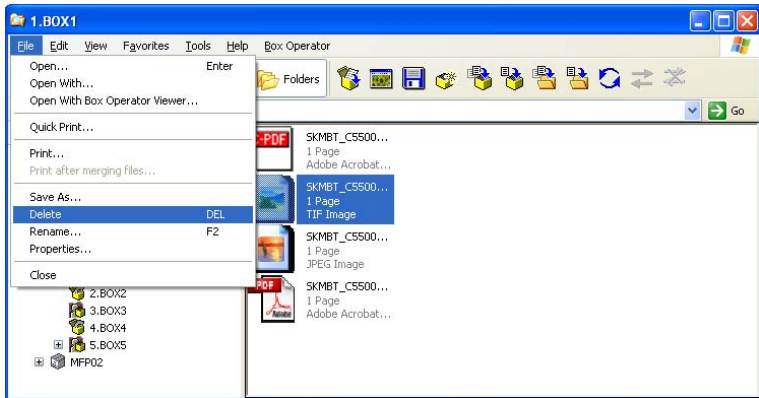 1.BOX1
File Edit View Favorites Tools Help Box Operator
Open... Enter
Open With...
Open With Box Operator Viewer...
Quick Print...
Print...
Print after merging files...
Save As...
Delete DEL
Rename... F2
Properties...
Close
Folders
Go
2.BOX2
3.BOX3
4.BOX4
5.BOX5
MFP02
-PDF
SKMBT_C5500...
1 Page
Adobe Acrobat...
SKMBT_C5500...
1 Page
TIF Image
SKMBT_C5500...
1 Page
JPEG Image
PDF
Adobe
SKMBT_C5500...
1 Page
Adobe Acrobat...